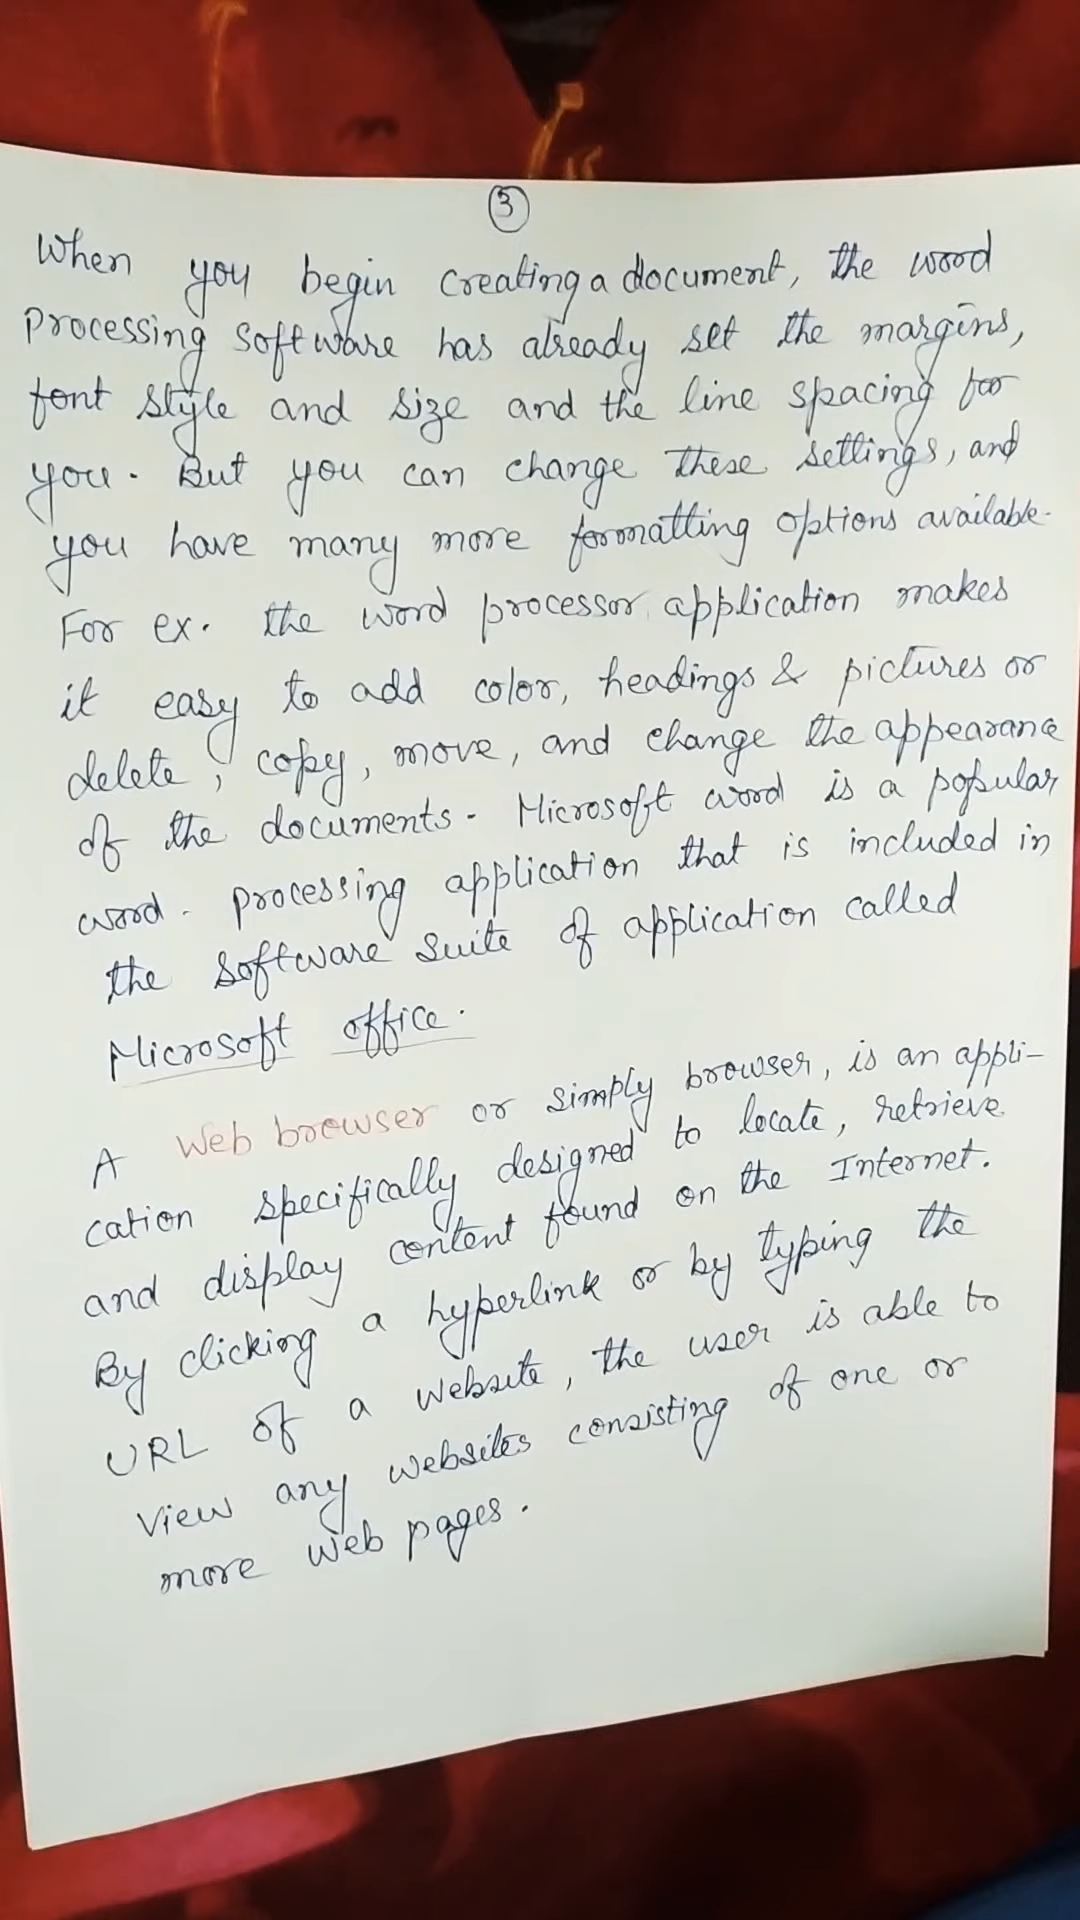 3
When you begin creating a document, the word
processing software has already set the margins,
font style and size and the line spacing for
you. But you can change these settings, and
you have many more formatting options available.
For ex. the word processor application makes
it easy to add color, headings & pictures or
delete, copy, move, and change the appearance
of the documents. Microsoft word is a popular
word - processing application that is included in
the software suite of application called
Microsoft office.
A Web browser or simply browser, is an appli-
cation specifically designed to locate, retrieve
and display content found on the Internet.
By clicking a hyperlink or by typing the
URL of a website, the user is able to
view any websites consisting of one or
more web pages.